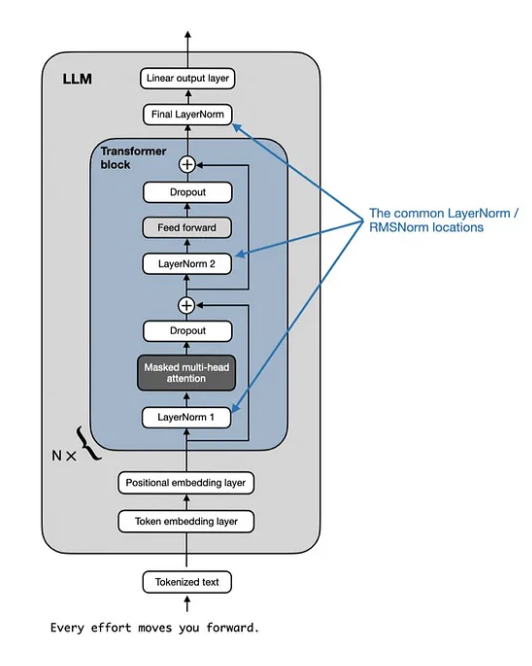 LLM
Linear output layer
Final LayerNorm
Transformer
block
Dropout
Feed forward
LayerNorm 2
Dropout
Masked multi-head
attention
LayerNorm 1
N ×
Positional embedding layer
Token embedding layer
Tokenized text
Every effort moves you forward.
The common LayerNorm /
RMSNorm locations